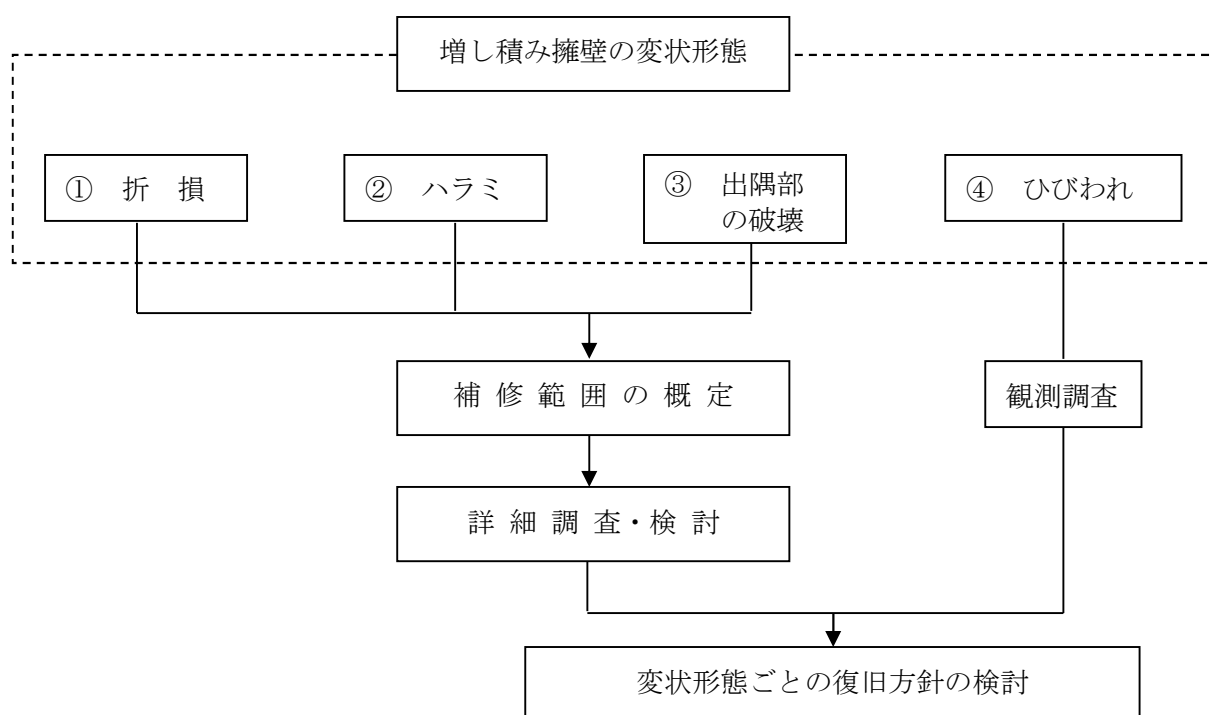 増し積み擁壁の変状形態
① 折 損
② ハラミ
③ 出隅部
の破壊
④ ひびわれ
補 修 範 囲 の 概 定
観測調査
詳 細 調 査・検 討
変状形態ごとの復旧方針の検討